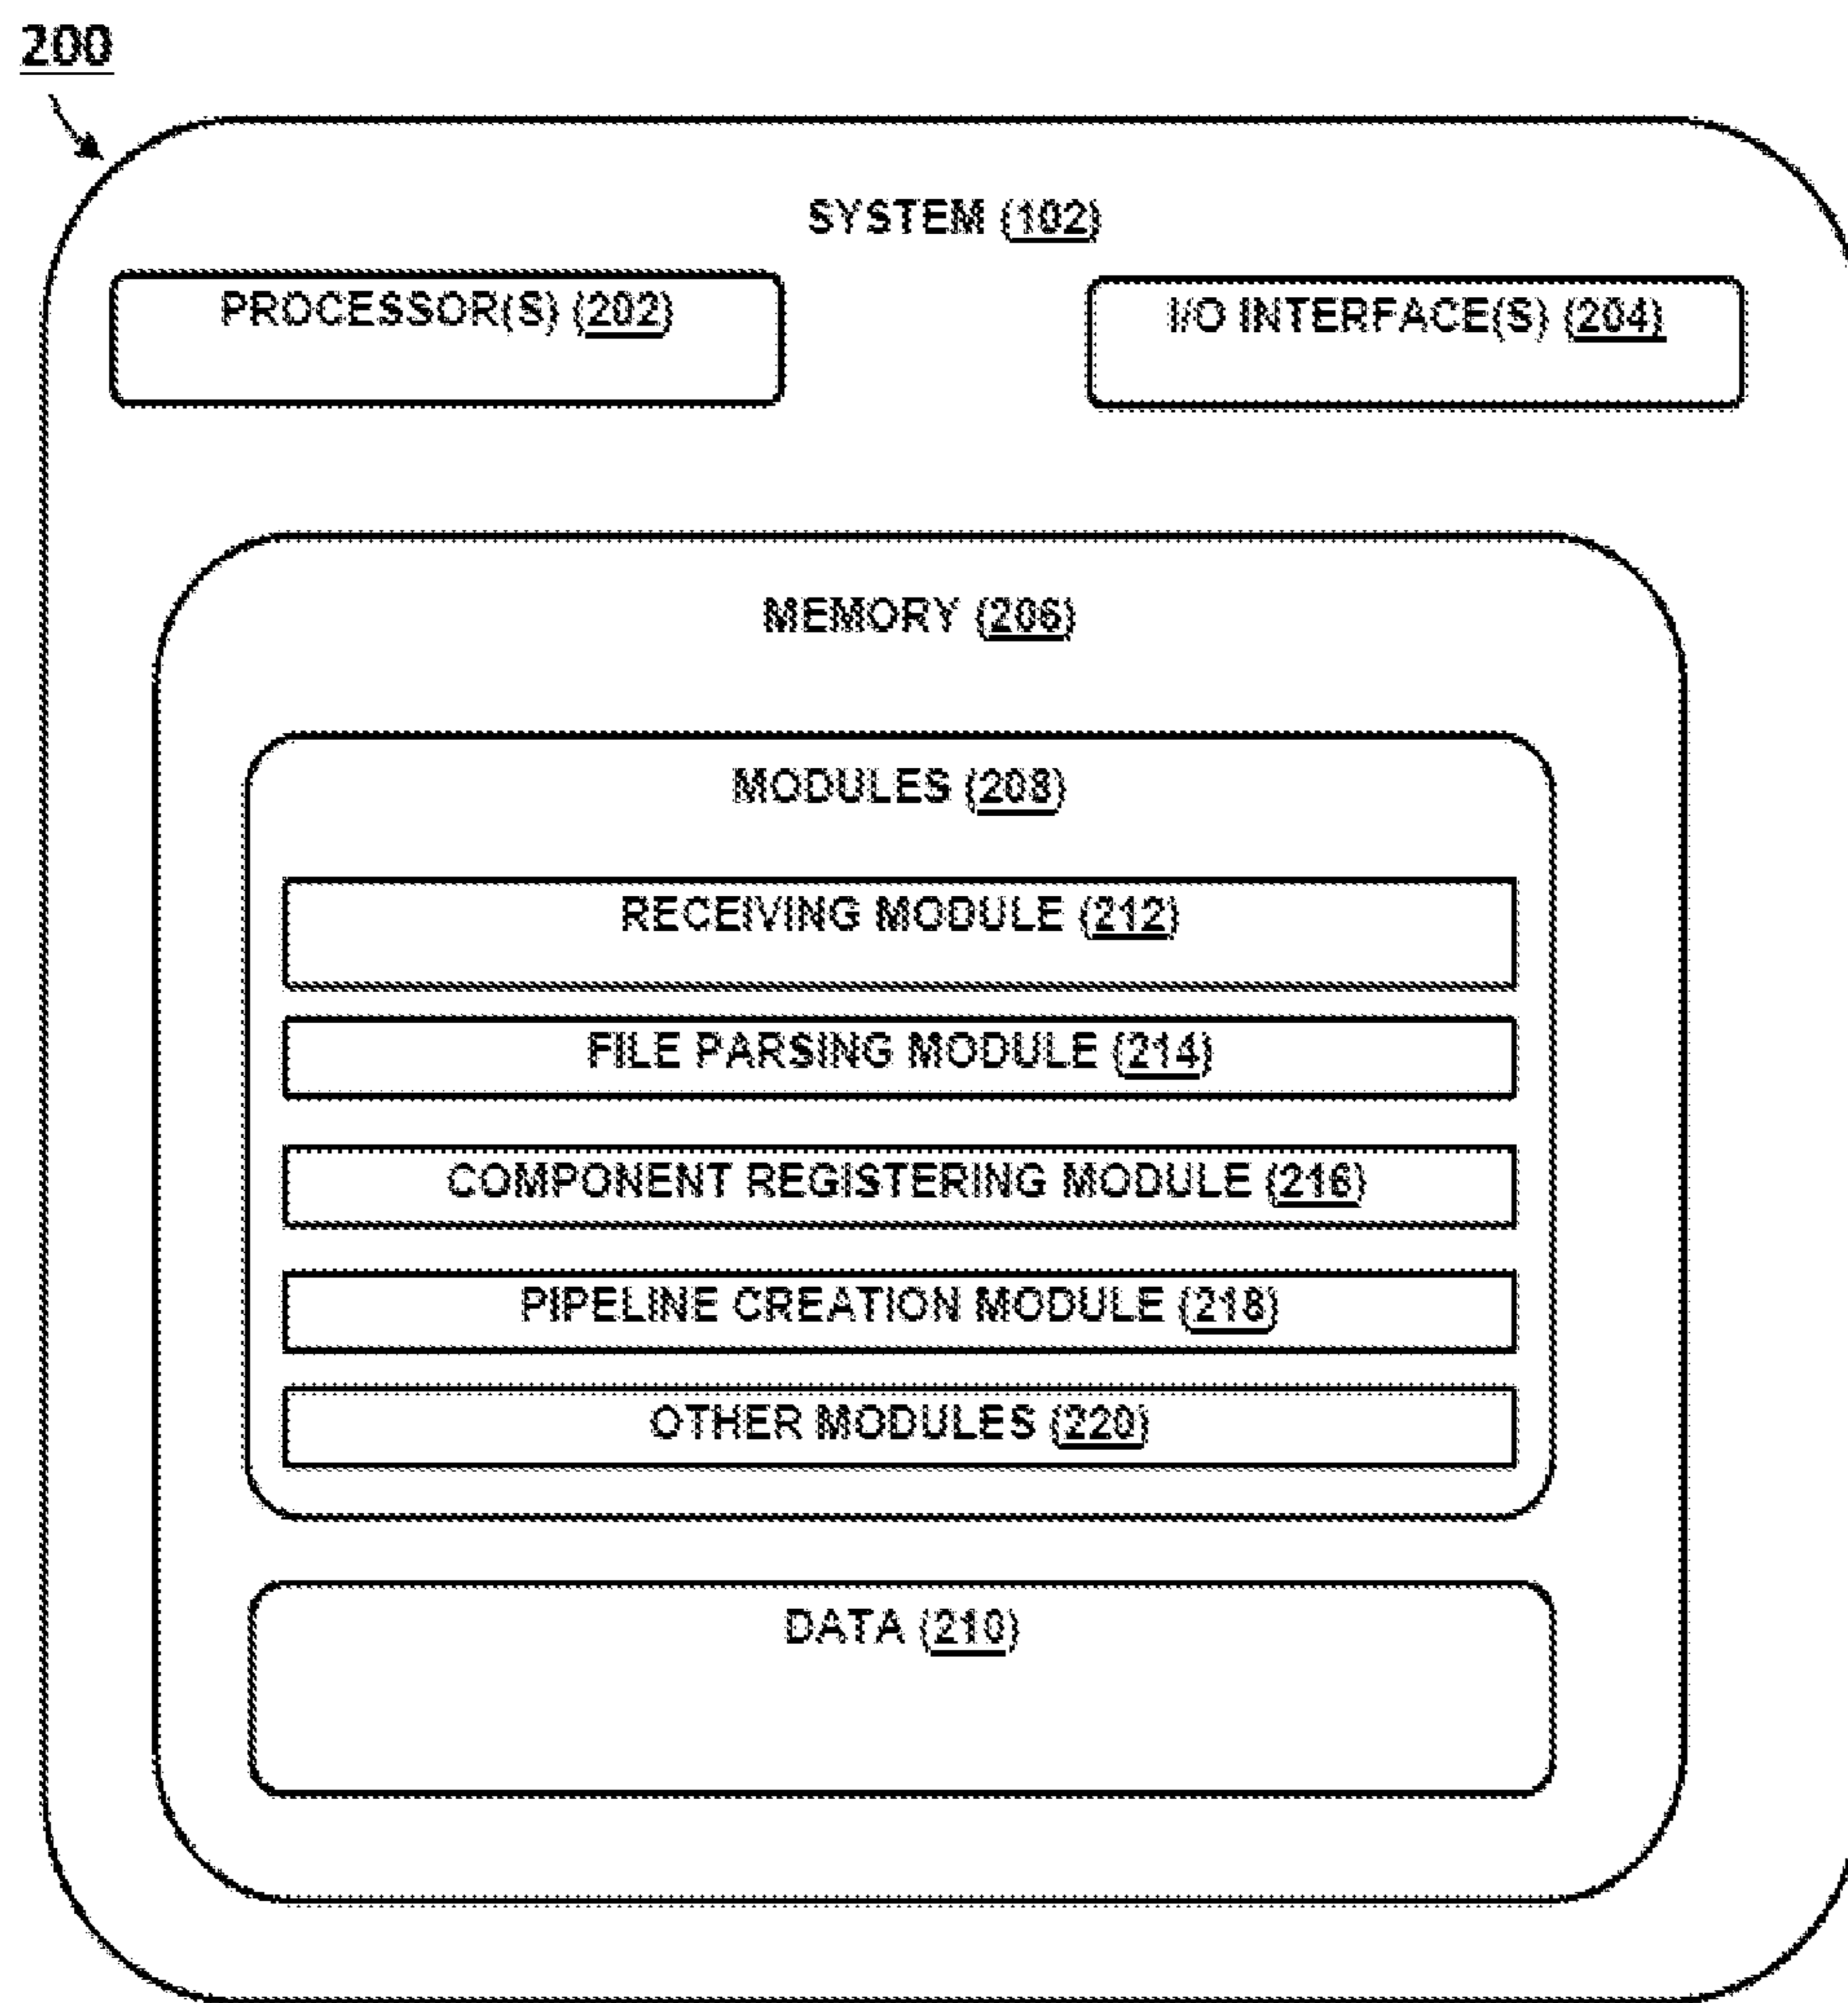 200
SYSTEM (102)
PROCESSOR(S) (202)
I/O INTERFACE(S) (204)
MEMORY (206)
MODULES (208)
RECEIVING MODULE (212)
FILE PARSING MODULE (214)
COMPONENT REGISTERING MODULE (216)
PIPELINE CREATION MODULE (218)
OTHER MODULES (220)
DATA (210)